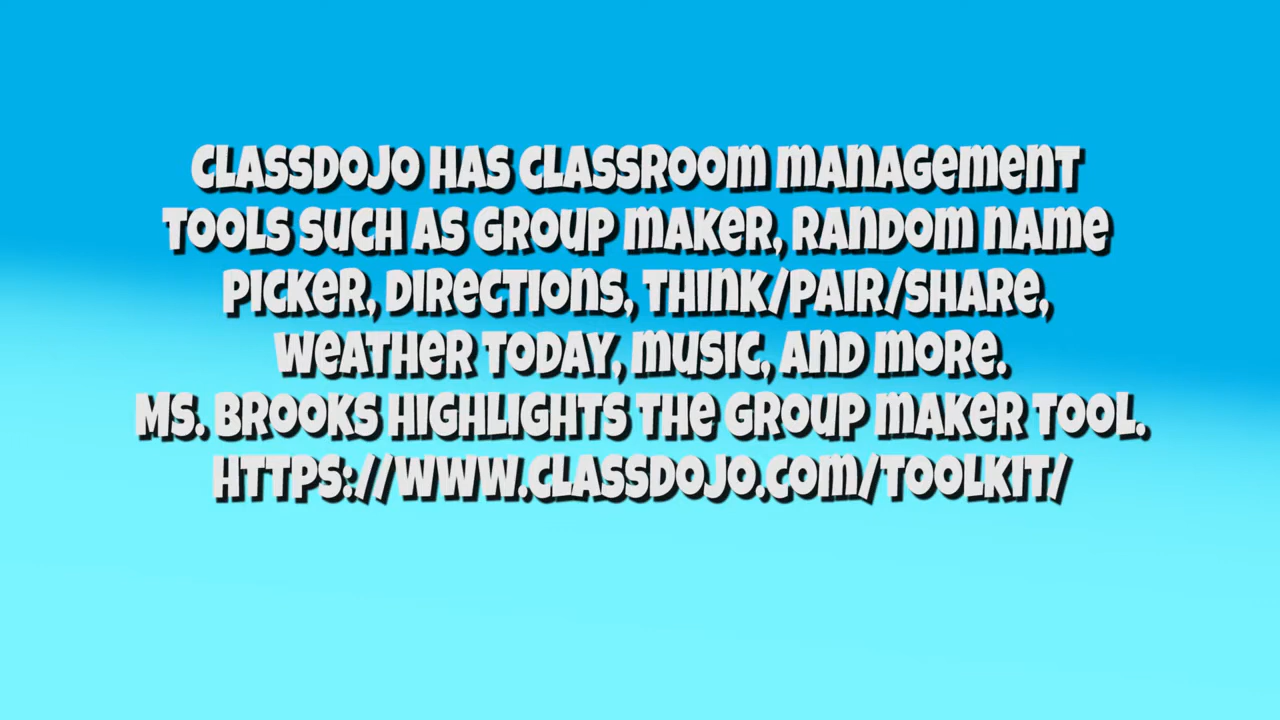 CLASSDOJO HAS CLASSROOM MANAGEMENT
TOOLS SUCH AS GROUP MAKER, RANDOM NAME
PICKER, DIRECTIONS, THINK/PAIR/SHARE,
WEATHER TODAY, MUSIC, AND MORE.
MS. BROOKS HIGHLIGHTS THE GROUP MAKER TOOL.
HTTPS://WWW.CLASSDOJO.COM/TOOLKIT/